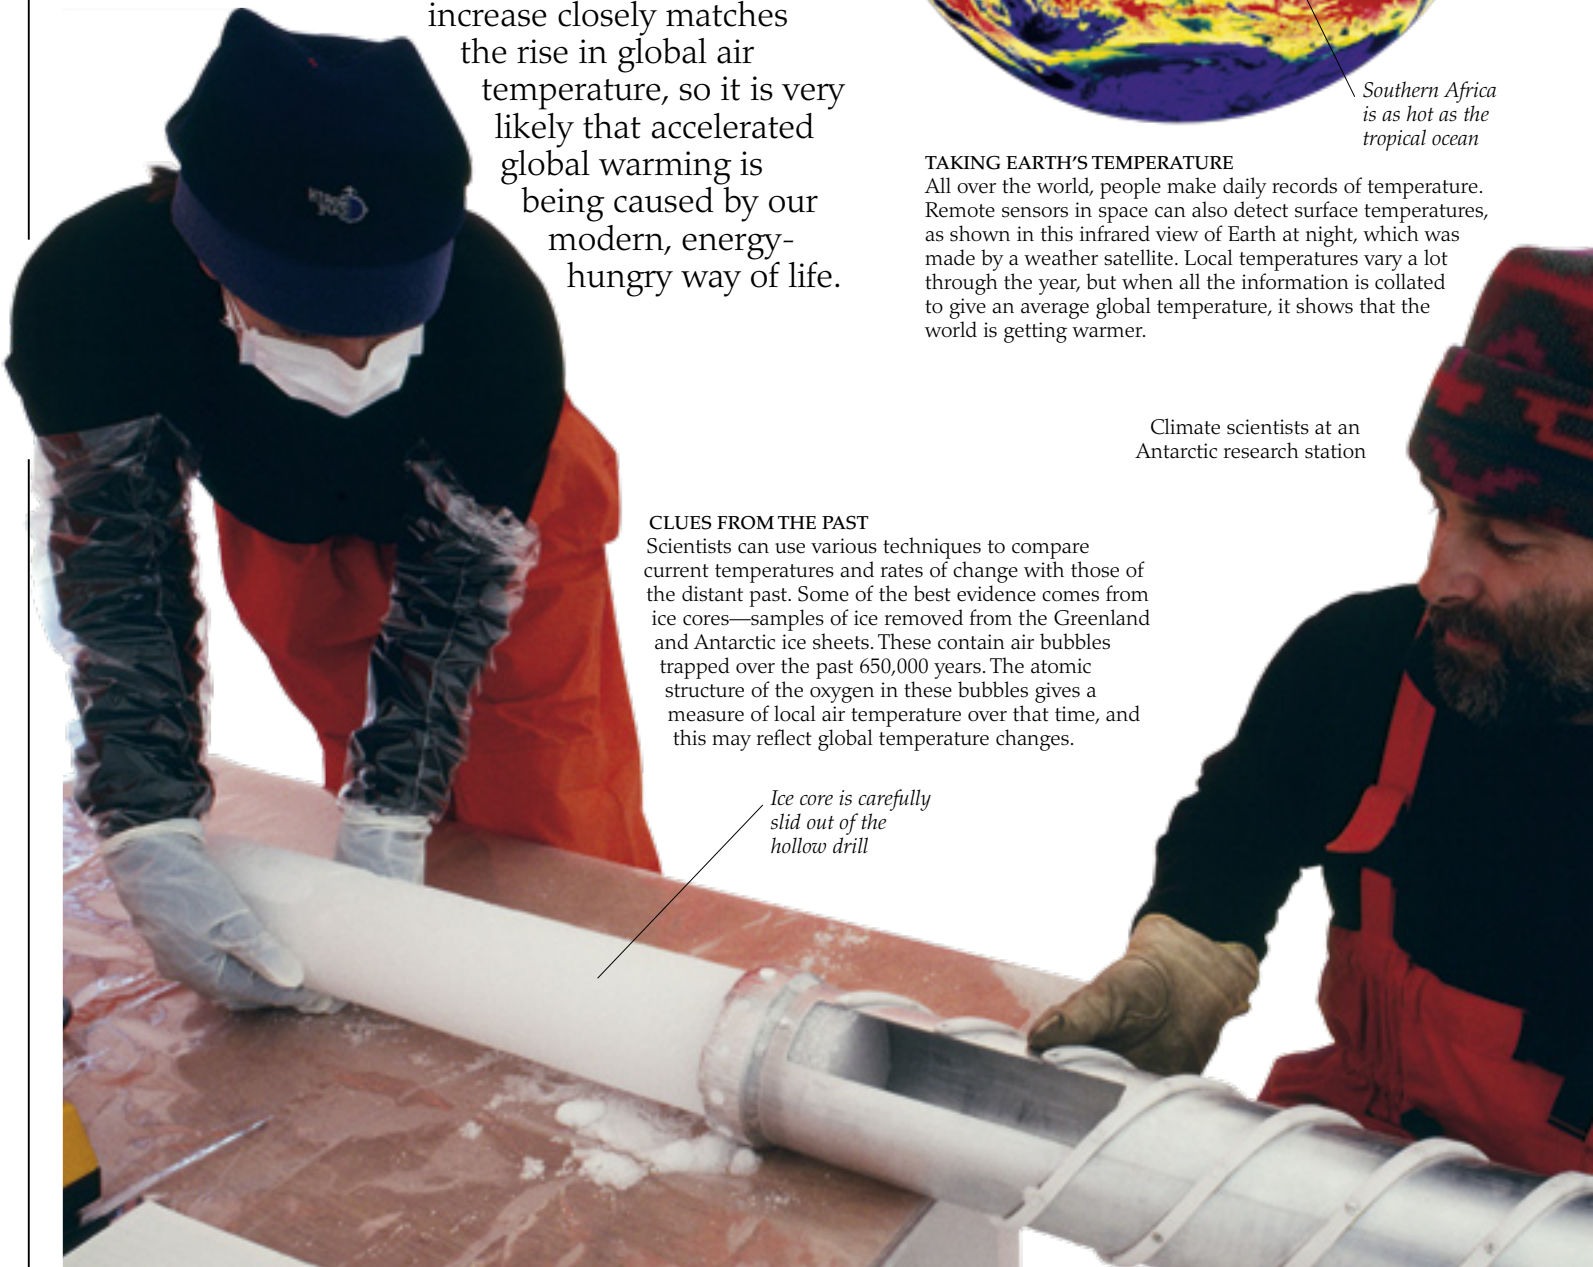 increase closely matches
the rise in global air
temperature, so it is very
likely that accelerated
global warming is
being caused by our
modern, energy-
hungry way of life.
Southern Africa
is as hot as the
tropical ocean
TAKING EARTH'S TEMPERATURE
All over the world, people make daily records of temperature.
Remote sensors in space can also detect surface temperatures,
as shown in this infrared view of Earth at night, which was
made by a weather satellite. Local temperatures vary a lot
through the year, but when all the information is collated
to give an average global temperature, it shows that the
world is getting warmer.
Climate scientists at an
Antarctic research station
CLUES FROM THE PAST
Scientists can use various techniques to compare
current temperatures and rates of change with those of
the distant past. Some of the best evidence comes from
ice cores—samples of ice removed from the Greenland
and Antarctic ice sheets. These contain air bubbles
trapped over the past 650,000 years. The atomic
structure of the oxygen in these bubbles gives a
measure of local air temperature over that time, and
this may reflect global temperature changes.
Ice core is carefully
slid out of the
hollow drill